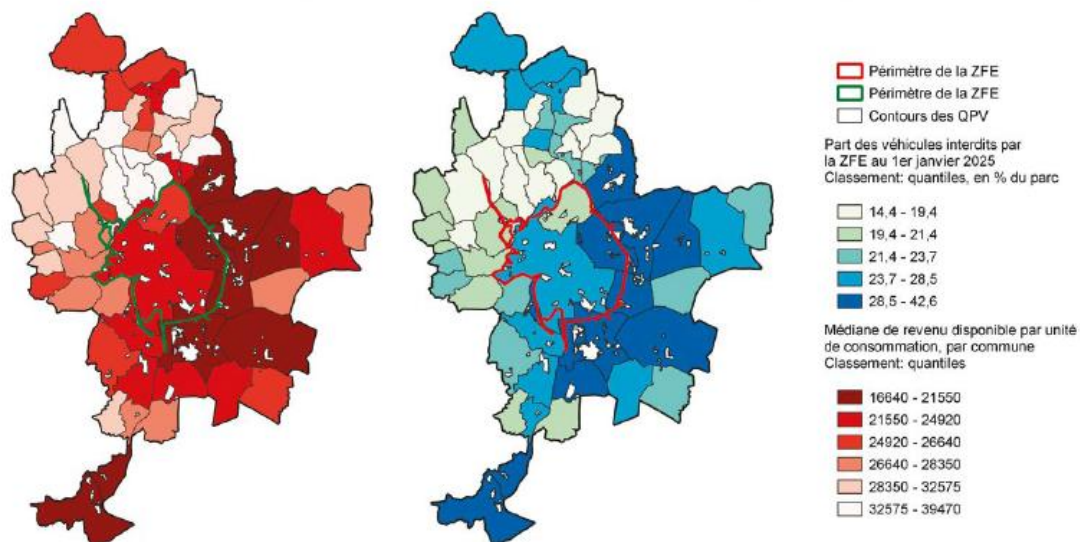 Périmètre de la ZFE
Périmètre de la ZFE
Contours des QPV
Part des véhicules interdits par
la ZFE au 1er janvier 2025
Classement: quantiles, en % du parc
14,4 - 19,4
19,4 - 21,4
21,4 - 23,7
23,7 - 28,5
28,5 - 42,6
Médiane de revenu disponible par unité
de consommation, par commune
Classement: quantiles
16640 - 21550
21550 - 24920
24920 - 26640
26640 - 28350
28350 - 32575
32575 - 39470